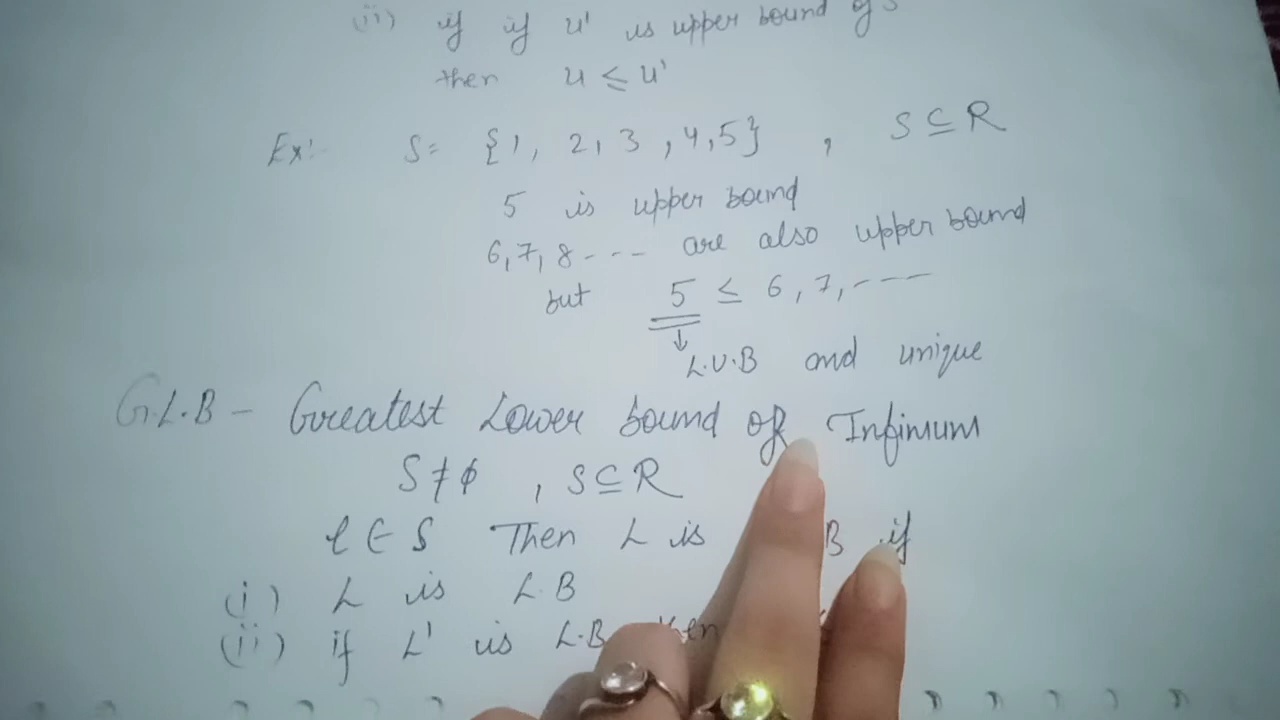 (ii) if if u' is upper bound of S
then u ≤ u'
Ex:- S = {1, 2, 3, 4, 5} , S ⊆ R
5 is upper bound
6, 7, 8 - - - - are also upper bound
but 5 ≤ 6, 7, - - - -
↓
L.U.B and unique
G.L.B - Greatest Lower bound of Infimum
S ≠ ϕ , S ⊆ R
l ∈ S Then L is B if
(i) L is L.B
(ii) if L' is L.B